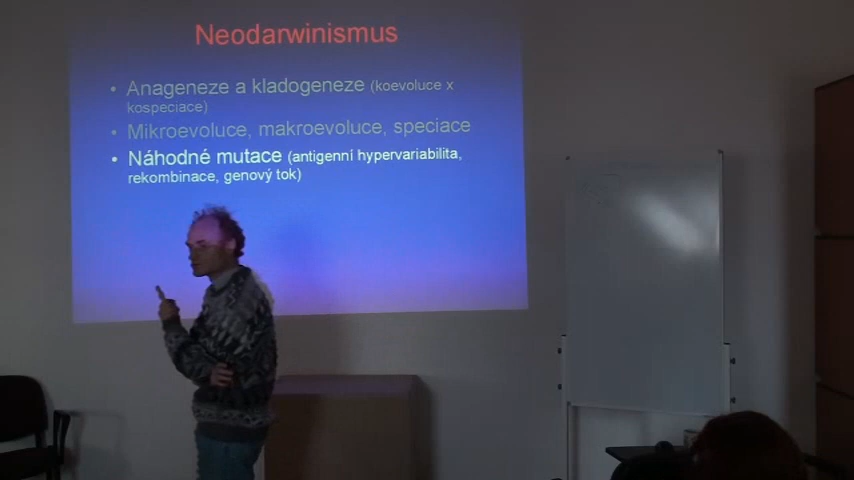 Neodarwinismus
• Anageneze a kladogeneze (koevoluce x
kospeciace)
• Mikroevoluce, makroevoluce, speciace
• Náhodné mutace (antigenní hypervariabilita,
rekombinace, genový tok)